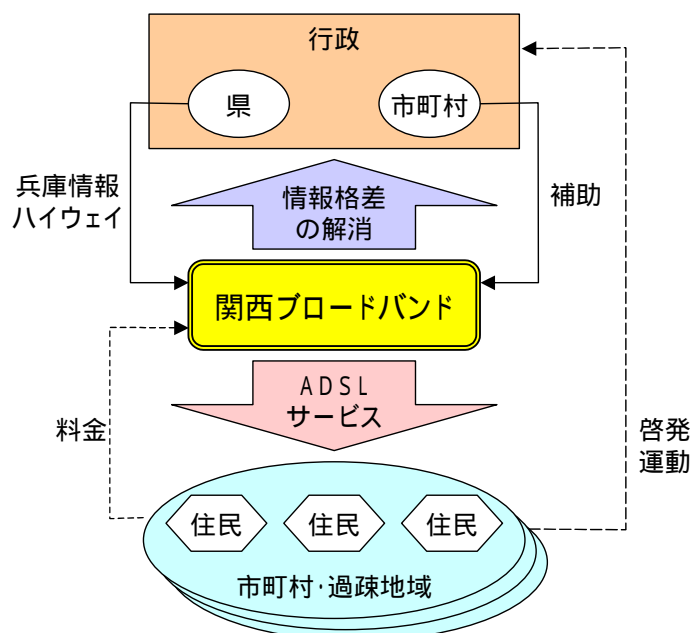 行政
県
市町村
兵庫情報
ハイウェイ
情報格差
の解消
補助
関西ブロードバンド
ADSL
サービス
料金
啓発
運動
住民
住民
住民
市町村・過疎地域